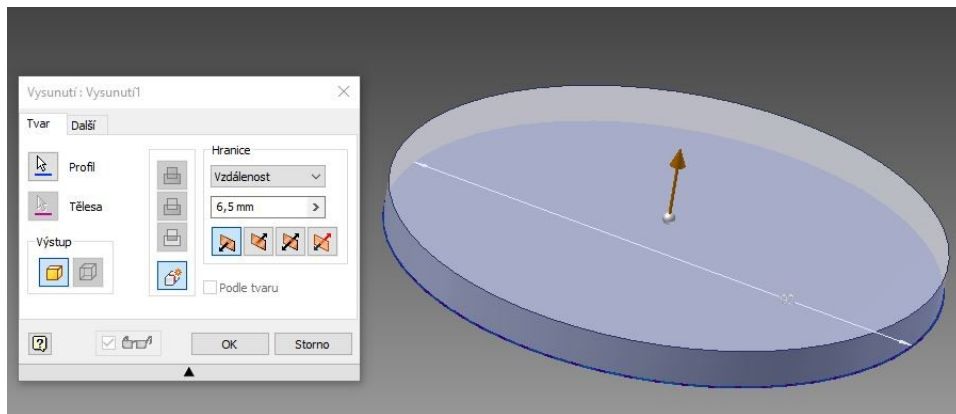 Vysunutí : Vysunutí1
Tvar
Další
Profil
Tělesa
Výstup
Hranice
Vzdálenost
6,5 mm
Podle tvaru
OK
Storno